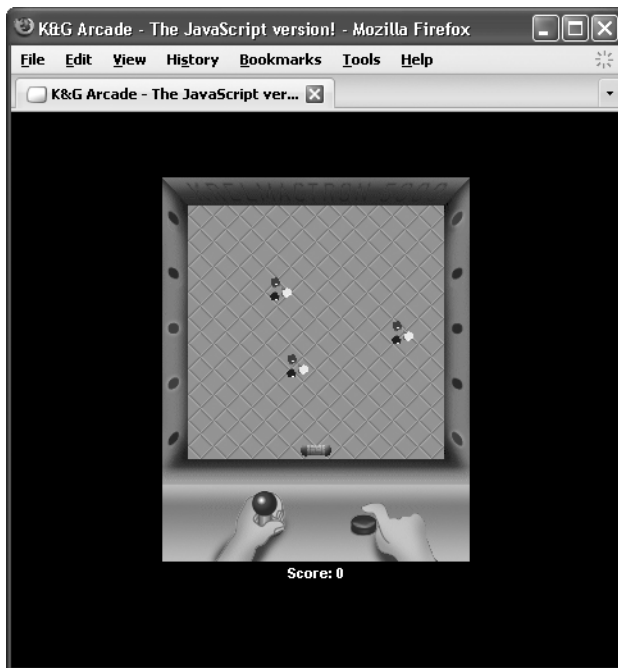 K&G Arcade - The JavaScript version! - Mozilla Firefox
File Edit View History Bookmarks Tools Help
K&G Arcade - The JavaScript ver...
Score: 0